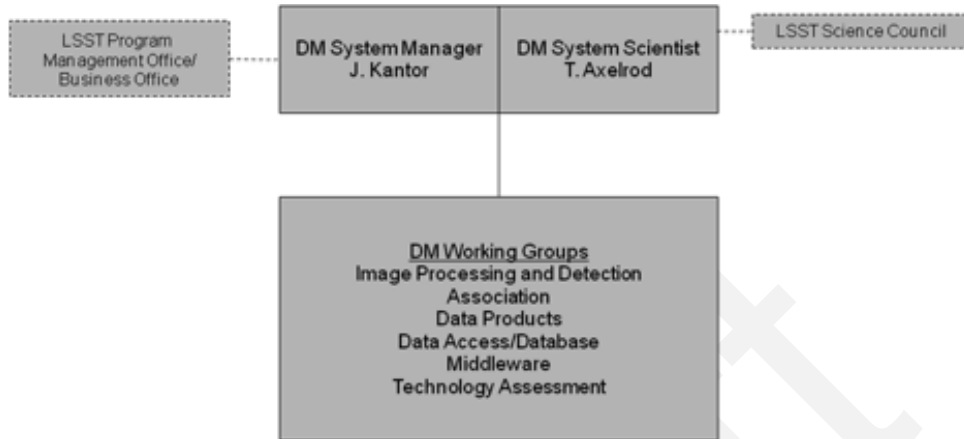 LSST Program
Management Office/
Business Office
DM System Manager
J. Kantor
DM System Scientist
T. Axelrod
LSST Science Council
DM Working Groups
Image Processing and Detection
Association
Data Products
Data Access/Database
Middleware
Technology Assessment